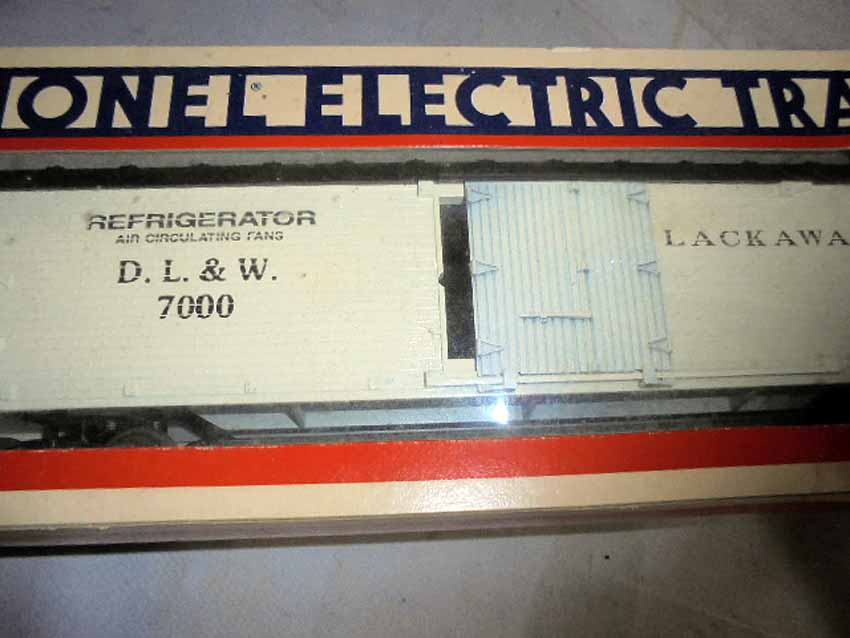 IONEL® ELECTRIC TRA
REFRIGERATOR
AIR CIRCULATING FANS
D. L. & W.
7000
LACKAWA